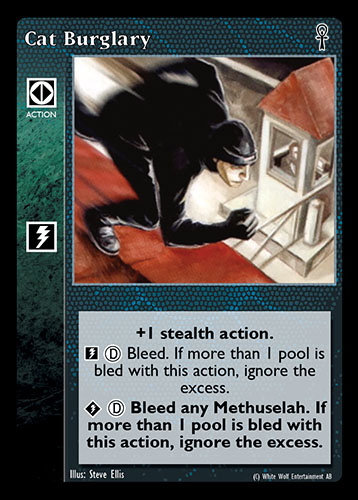 Cat Burglary
ACTION
+1 stealth action.
D Bleed. If more than 1 pool is
bled with this action, ignore the
excess.
D Bleed any Methuselah. If
more than 1 pool is bled with
this action, ignore the excess.
Illus: Steve Ellis
(C) White Wolf Entertainment AB